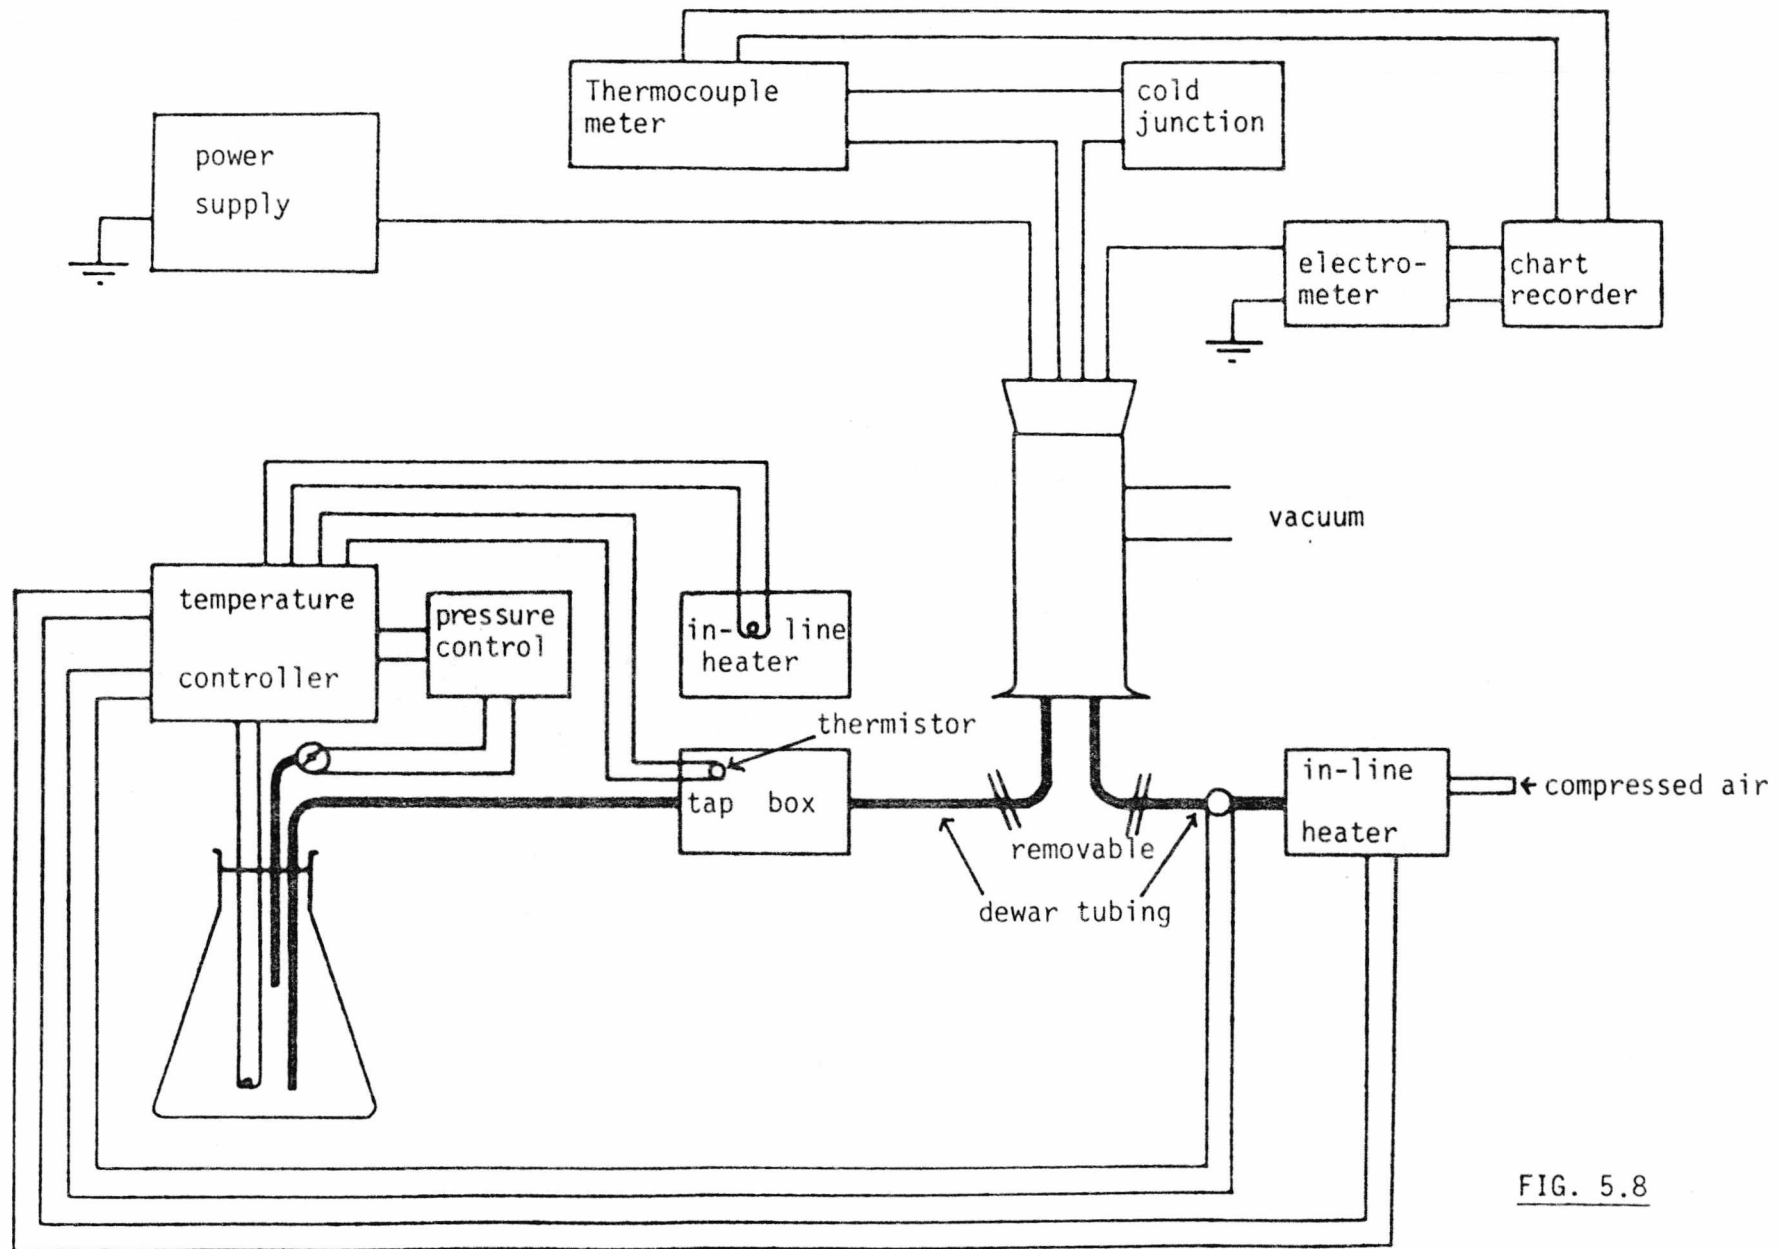 Thermocouple
meter
cold
junction
power
supply
electro-
meter
chart
recorder
vacuum
temperature
controller
pressure
control
in- line
heater
thermistor
tap box
in-line
heater
compressed air
removable
dewar tubing
FIG. 5.8